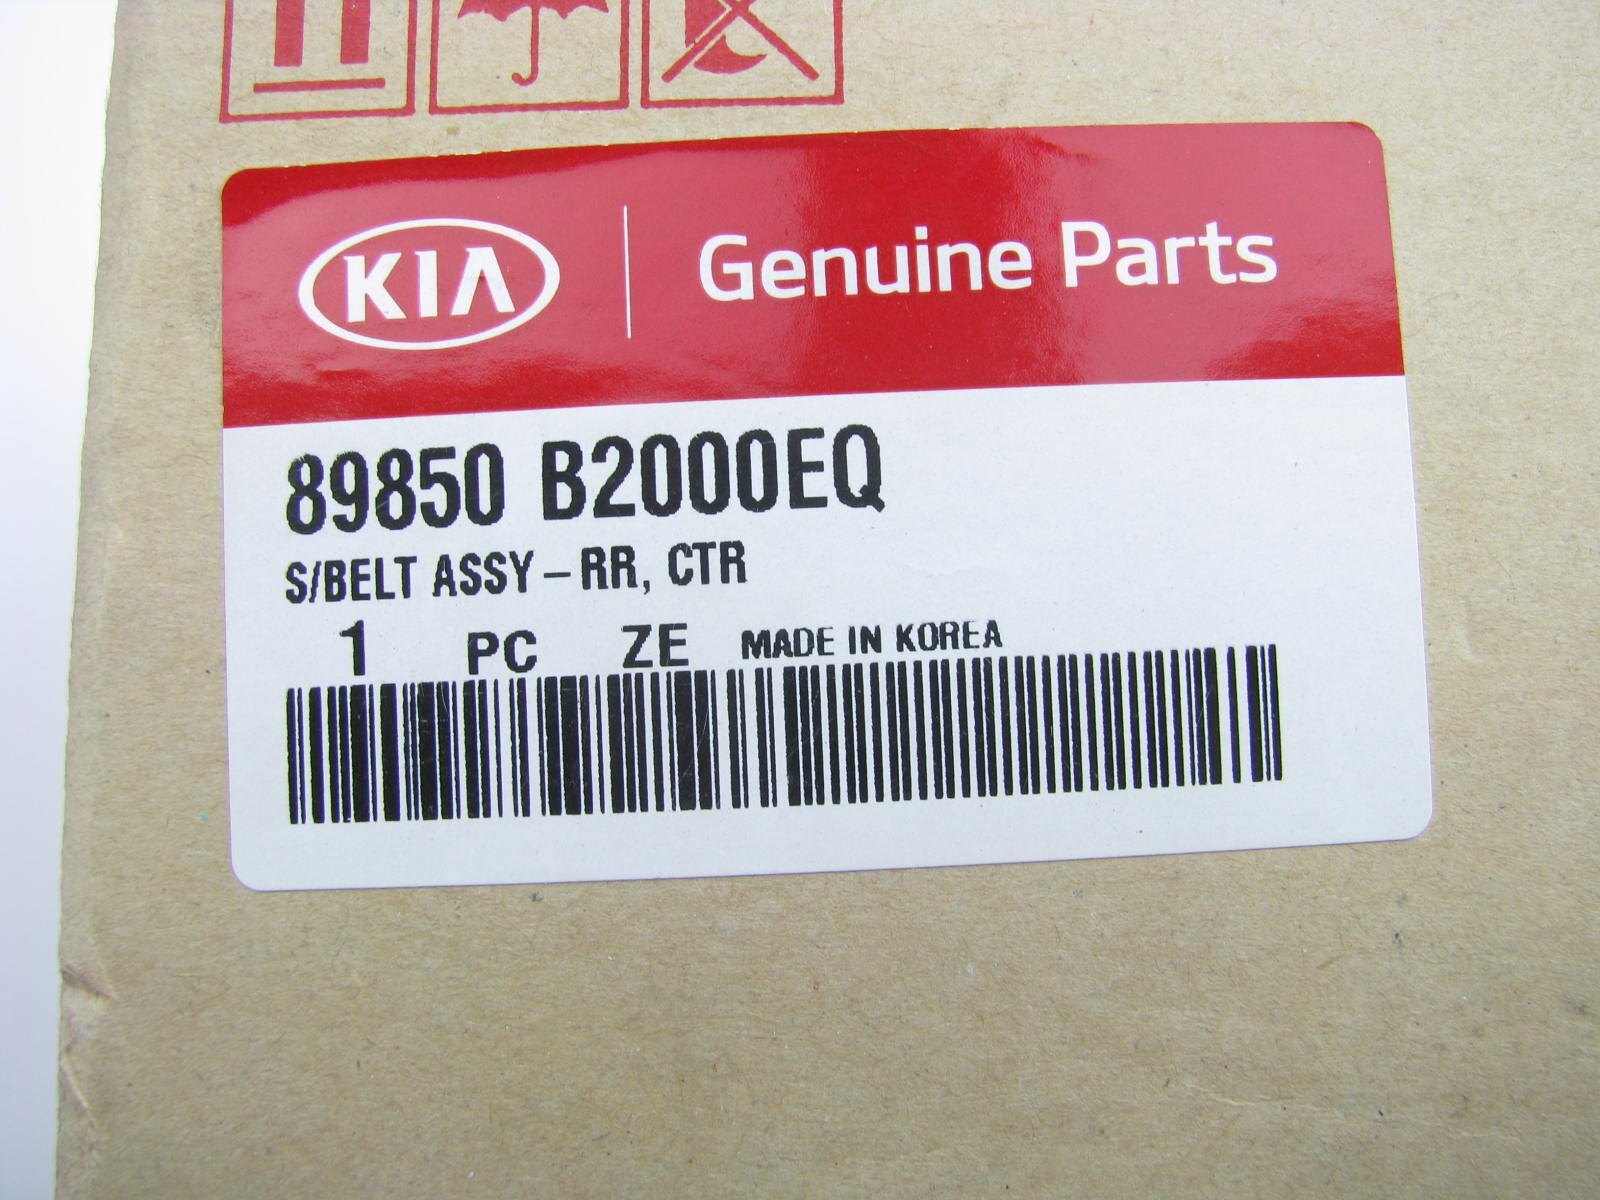 KIA Genuine Parts
89850 B2000EQ
S/BELT ASSY-RR, CTR
1 PC ZE MADE IN KOREA